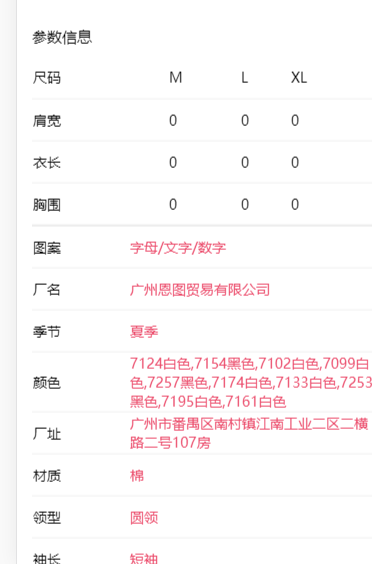 参数信息
尺码 M L XL
肩宽 0 0 0
衣长 0 0 0
胸围 0 0 0
图案 字母/文字/数字
厂名 广州恩图贸易有限公司
季节 夏季
颜色 7124白色,7154黑色,7102白色,7099白
色,7257黑色,7174白色,7133白色,7253
黑色,7195白色,7161白色
厂址 广州市番禺区南村镇江南工业二区二横
路二号107房
材质 棉
领型 圆领
袖长 短袖